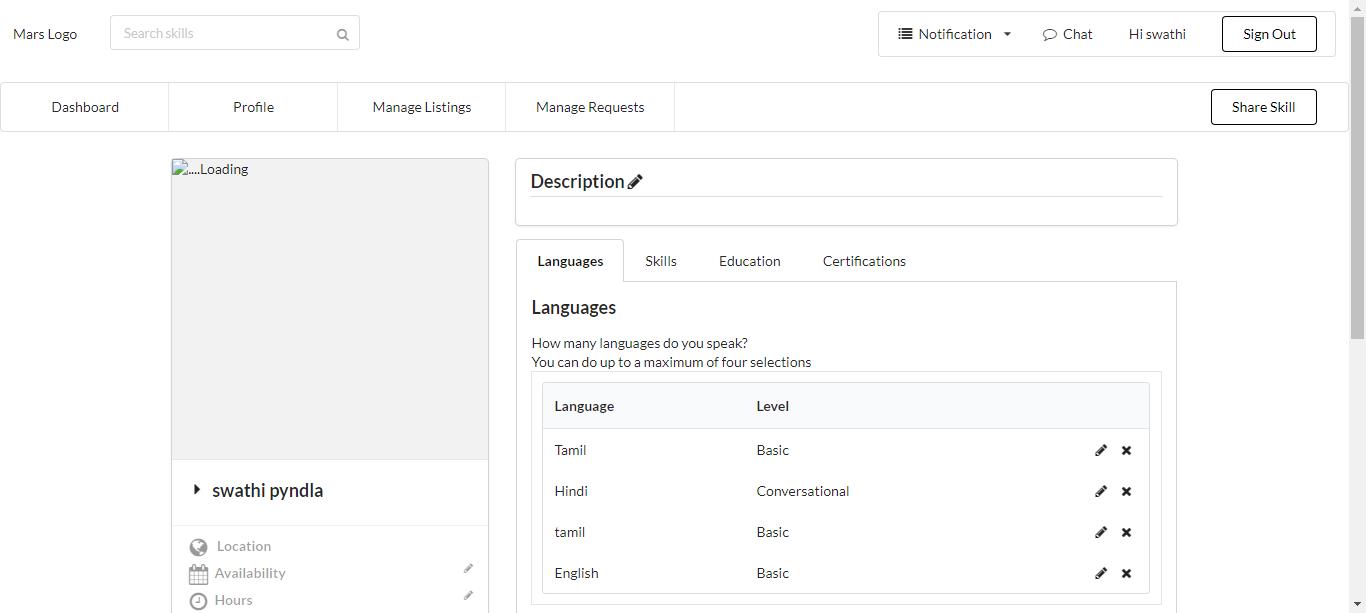 Mars Logo
Search skills
Notification
Chat
Hi swathi
Sign Out
Dashboard
Profile
Manage Listings
Manage Requests
Share Skill
....Loading
swathi pyndla
Location
Availability
Hours
Description
Languages
Skills
Education
Certifications
Languages
How many languages do you speak?
You can do up to a maximum of four selections
Language Level
Tamil Basic
Hindi Conversational
tamil Basic
English Basic